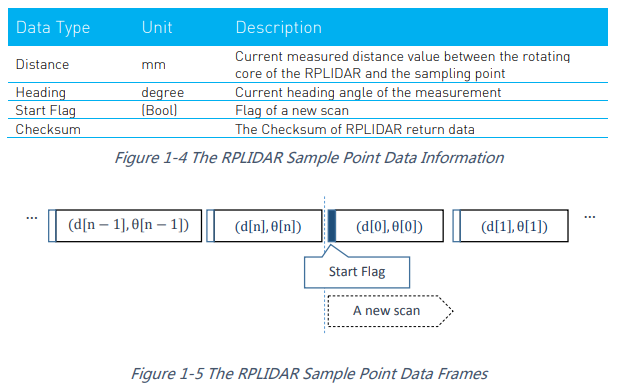 Data Type Unit Description
Distance mm Current measured distance value between the rotating
core of the RPLIDAR and the sampling point
Heading degree Current heading angle of the measurement
Start Flag (Bool) Flag of a new scan
Checksum The Checksum of RPLIDAR return data
Figure 1-4 The RPLIDAR Sample Point Data Information
... (d[n − 1],θ[n − 1]) (d[n],θ[n]) (d[0],θ[0]) (d[1],θ[1]) ...
Start Flag
A new scan
Figure 1-5 The RPLIDAR Sample Point Data Frames